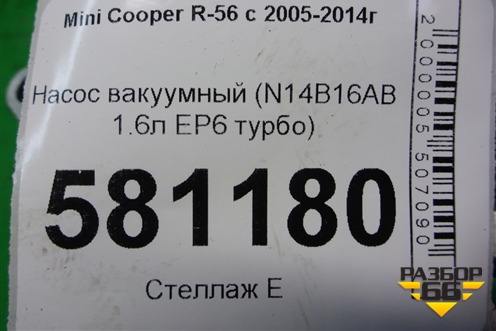 Mini Cooper R-56 с 2005-2014г
Насос вакуумный (N14B16AB
1.6л EP6 турбо)
581180
Стеллаж Е
2000005507090
РАЗБОР
66